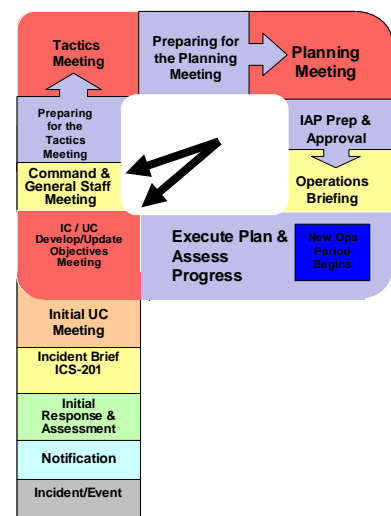 Tactics
Meeting
Preparing for
the Planning
Meeting
Planning
Meeting
Preparing
for the
Tactics
Meeting
IAP Prep &
Approval
Command &
General Staff
Meeting
Operations
Briefing
IC / UC
Develop/Update
Objectives
Meeting
Execute Plan &
Assess
Progress
New Ops
Period
Begins
Initial UC
Meeting
Incident Brief
ICS-201
Initial
Response &
Assessment
Notification
Incident/Event